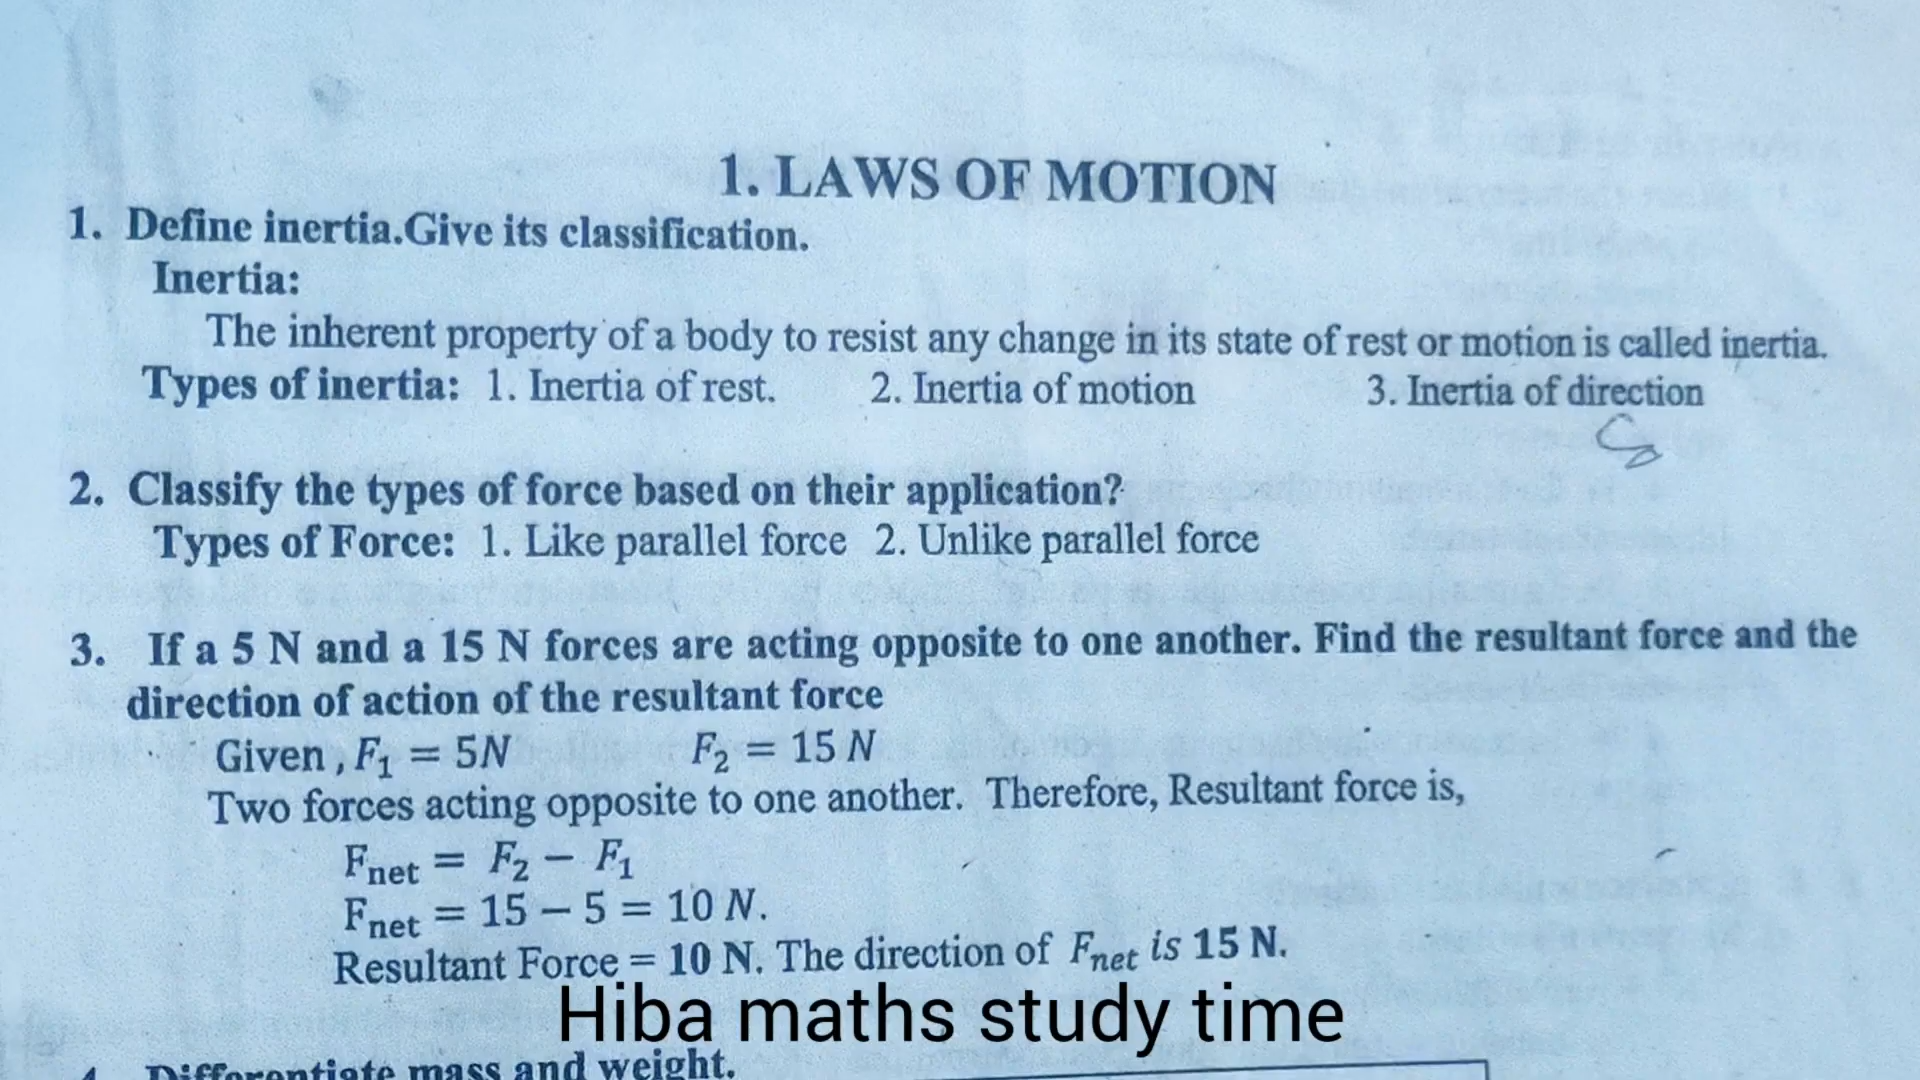 1. LAWS OF MOTION
1. Define inertia.Give its classification.
Inertia:
The inherent property of a body to resist any change in its state of rest or motion is called inertia.
Types of inertia: 1. Inertia of rest. 2. Inertia of motion 3. Inertia of direction
2. Classify the types of force based on their application?
Types of Force: 1. Like parallel force 2. Unlike parallel force
3. If a 5 N and a 15 N forces are acting opposite to one another. Find the resultant force and the
direction of action of the resultant force
Given , F₁ = 5N F₂ = 15 N
Two forces acting opposite to one another. Therefore, Resultant force is,
Fnet = F₂ − F₁
Fnet = 15 − 5 = 10 N.
Resultant Force = 10 N. The direction of Fnet is 15 N.
Hiba maths study time
4. Differentiate mass and weight.